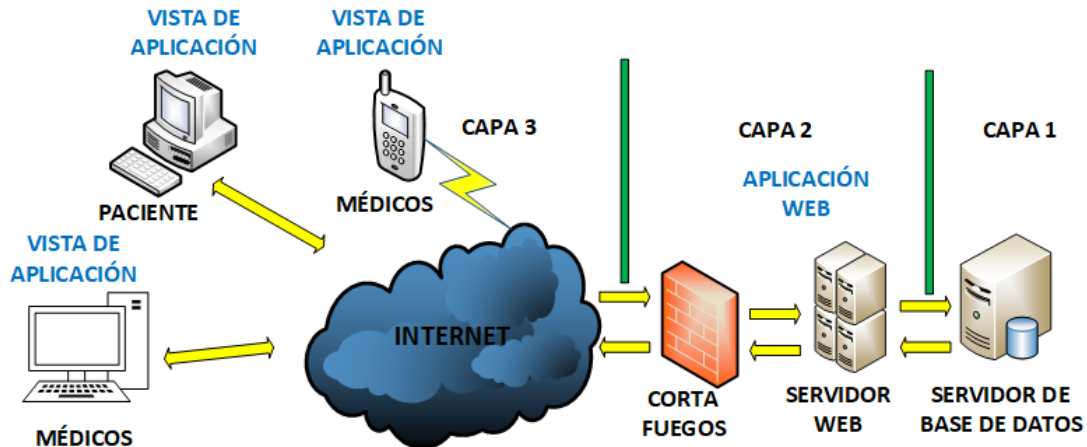 VISTA DE
APLICACIÓN
PACIENTE
VISTA DE
APLICACIÓN
MÉDICOS
CAPA 3
CAPA 2
CAPA 1
APLICACIÓN
WEB
VISTA DE
APLICACIÓN
MÉDICOS
INTERNET
CORTA
FUEGOS
SERVIDOR
WEB
SERVIDOR DE
BASE DE DATOS